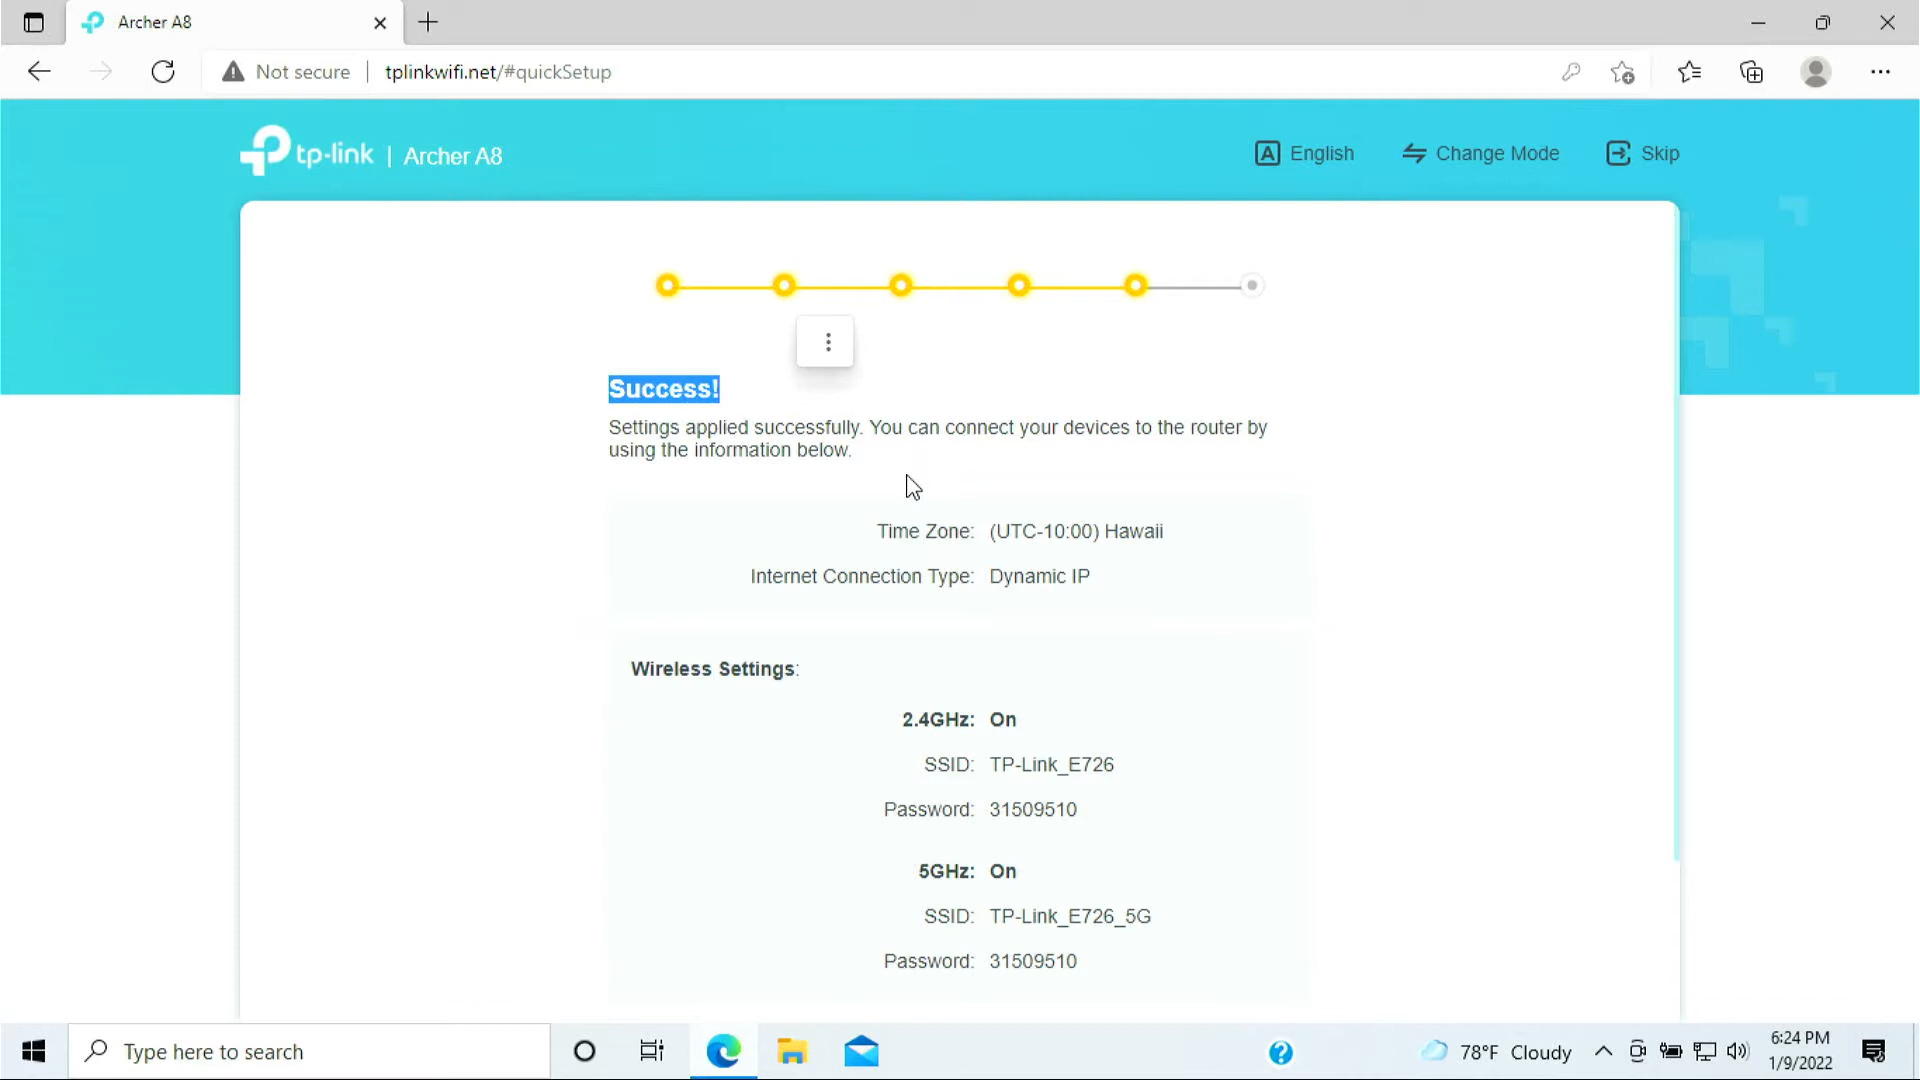 Archer A8
Not secure
tplinkwifi.net/#quickSetup
tp-link | Archer A8
English
Change Mode
Skip
Success!
Settings applied successfully. You can connect your devices to the router by
using the information below.
Time Zone: (UTC-10:00) Hawaii
Internet Connection Type: Dynamic IP
Wireless Settings:
2.4GHz: On
SSID: TP-Link_E726
Password: 31509510
5GHz: On
SSID: TP-Link_E726_5G
Password: 31509510
Type here to search
78°F Cloudy
6:24 PM
1/9/2022